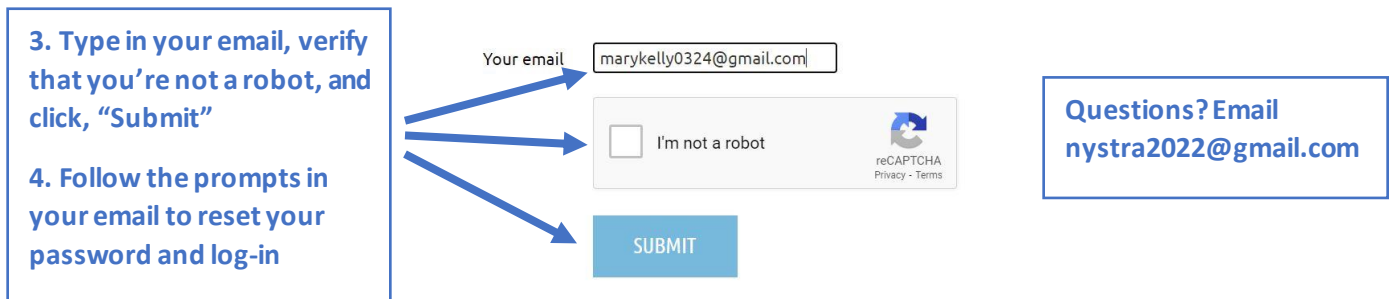 3. Type in your email, verify
that you’re not a robot, and
click, “Submit”
4. Follow the prompts in
your email to reset your
password and log-in
Your email
marykelly0324@gmail.com
I'm not a robot
reCAPTCHA
Privacy - Terms
SUBMIT
Questions? Email
nystra2022@gmail.com